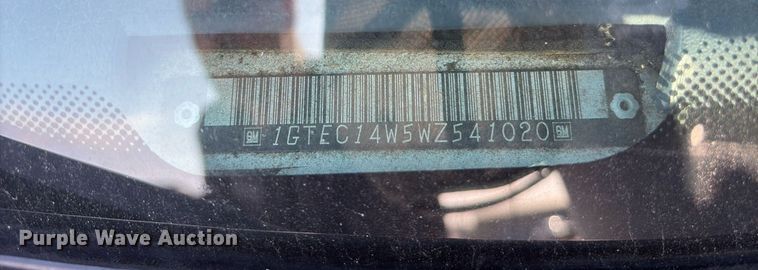 GM 1GTEC14W5WZ541020 GM
Purple Wave Auction